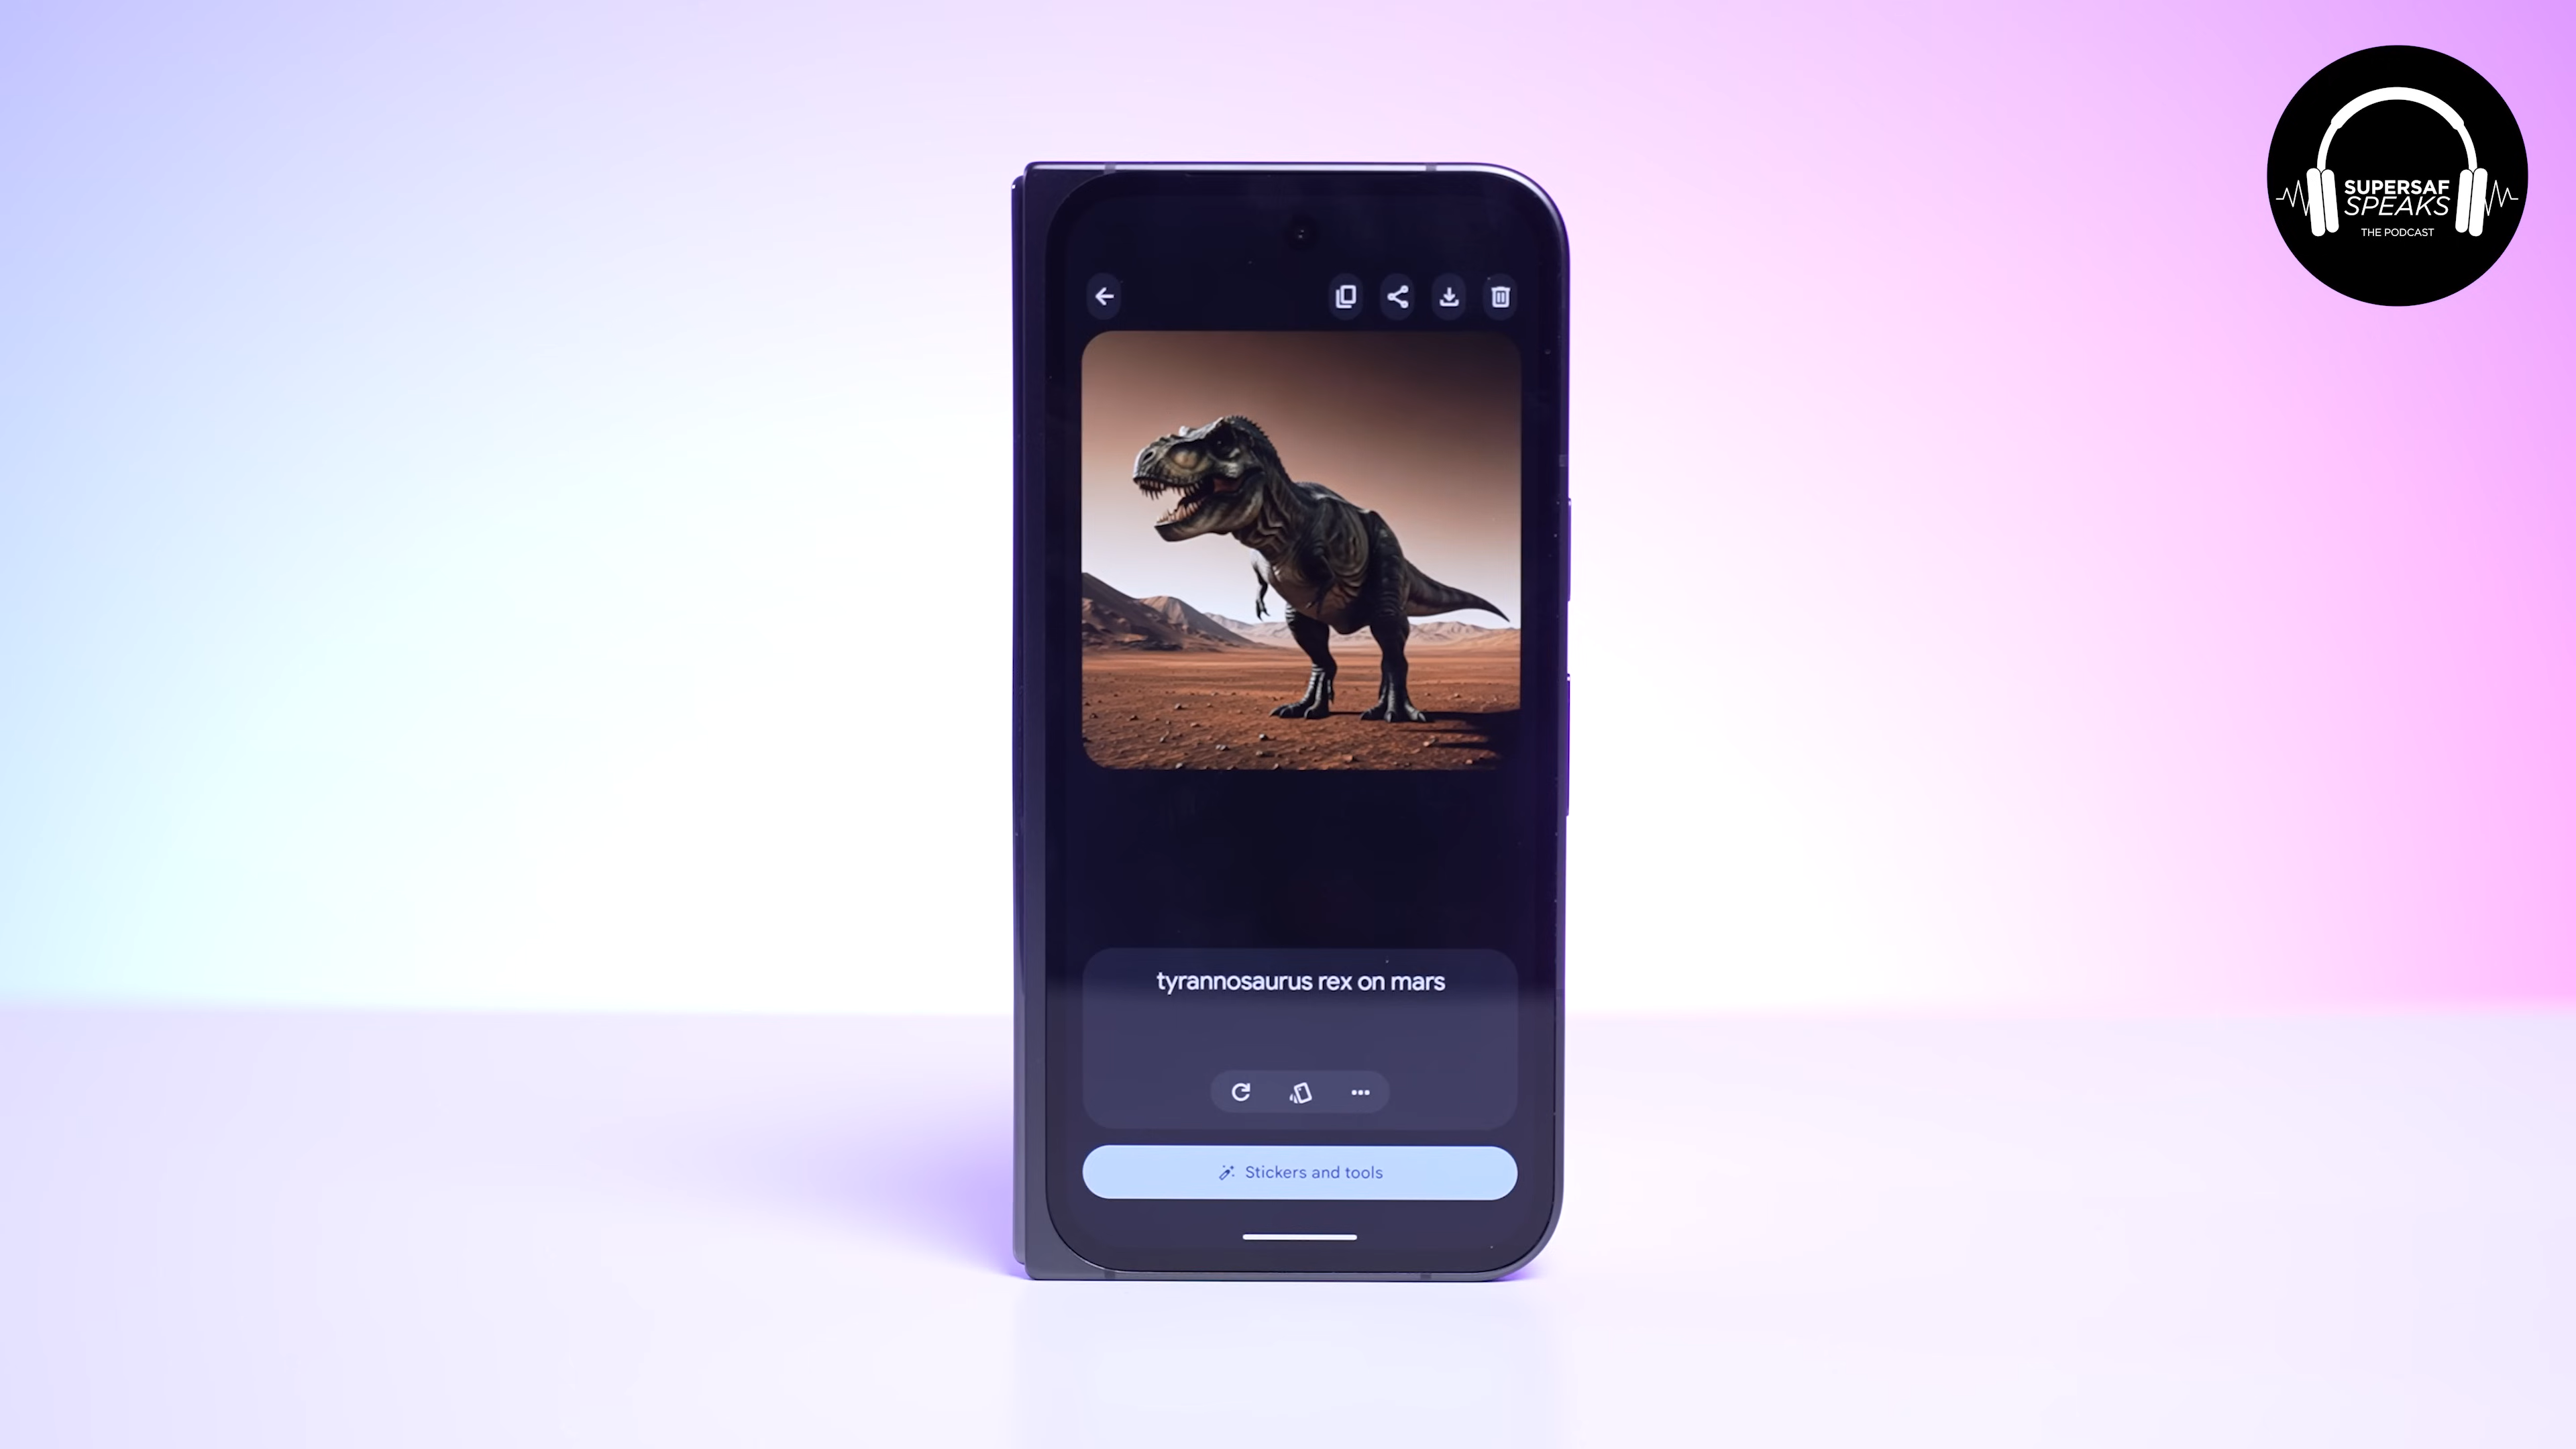 SUPERSAF
SPEAKS
THE PODCAST
tyrannosaurus rex on mars
Stickers and tools